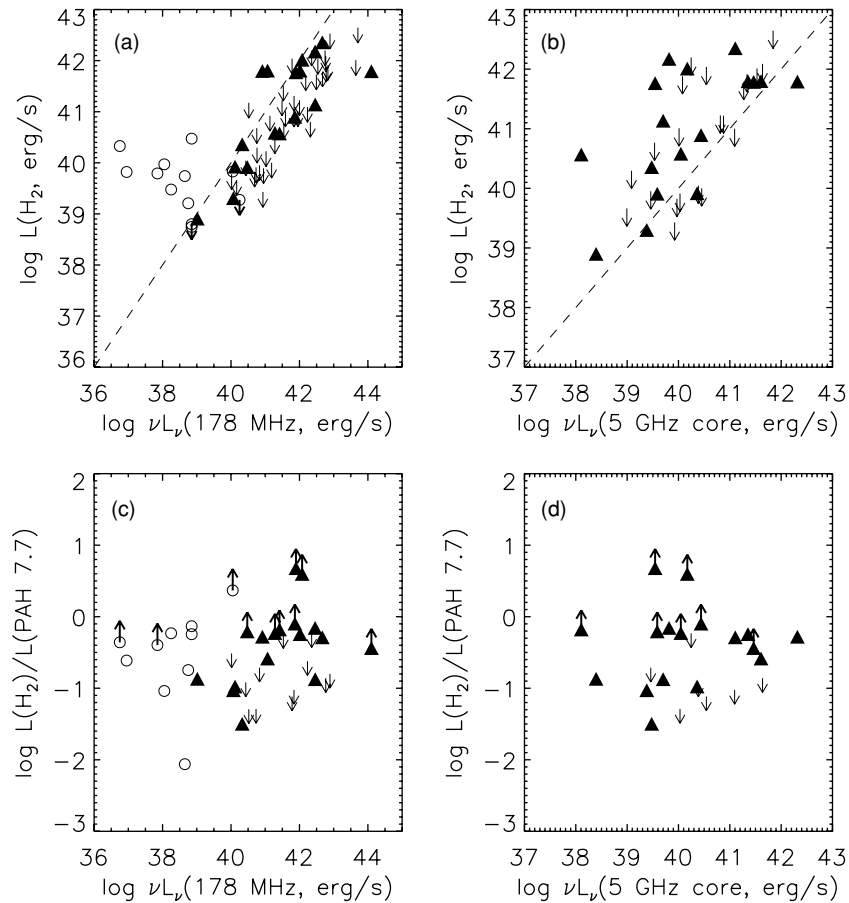 (a)
43
42
41
40
39
38
37
36
log L(H₂, erg/s)
36 38 40 42 44
log νLν(178 MHz, erg/s)
(b)
43
42
41
40
39
38
37
log L(H₂, erg/s)
37 38 39 40 41 42 43
log νLν(5 GHz core, erg/s)
(c)
2
1
0
−1
−2
−3
log L(H₂)/L(PAH 7.7)
36 38 40 42 44
log νLν(178 MHz, erg/s)
(d)
2
1
0
−1
−2
−3
log L(H₂)/L(PAH 7.7)
37 38 39 40 41 42 43
log νLν(5 GHz core, erg/s)